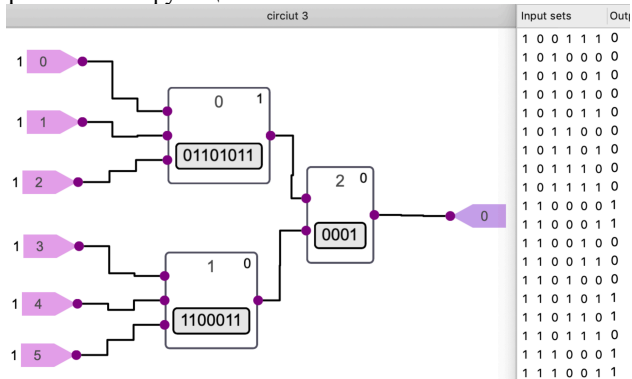 circiut 3
Input sets Outp
1 0
1 1
1 2
1 3
1 4
1 5
0 1
01101011
1 0
1100011
2 0
0001
0
1 0 0 1 1 1 0
1 0 1 0 0 0 0
1 0 1 0 0 1 0
1 0 1 0 1 0 0
1 0 1 0 1 1 0
1 0 1 1 0 0 0
1 0 1 1 0 1 0
1 0 1 1 1 0 0
1 0 1 1 1 1 0
1 1 0 0 0 0 1
1 1 0 0 0 1 1
1 1 0 0 1 0 0
1 1 0 0 1 1 0
1 1 0 1 0 0 0
1 1 0 1 0 1 1
1 1 0 1 1 0 1
1 1 0 1 1 1 0
1 1 1 0 0 0 1
1 1 1 0 0 1 1